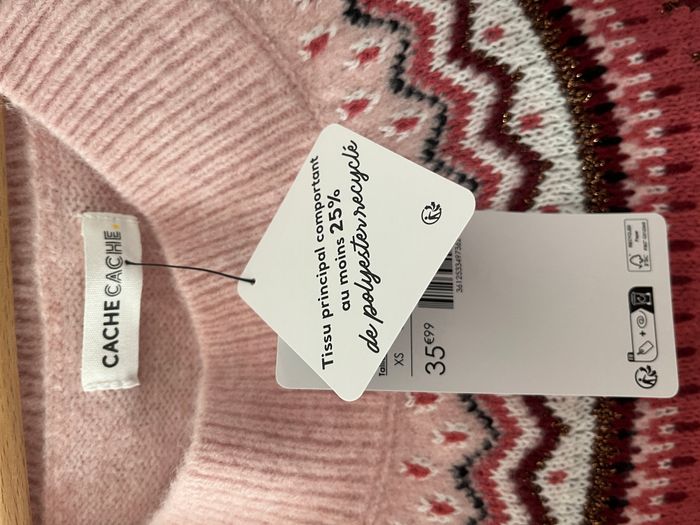 CACHECACHE
Tissu principal comportant
au moins 25%
de polyester recyclé
XS
35€99